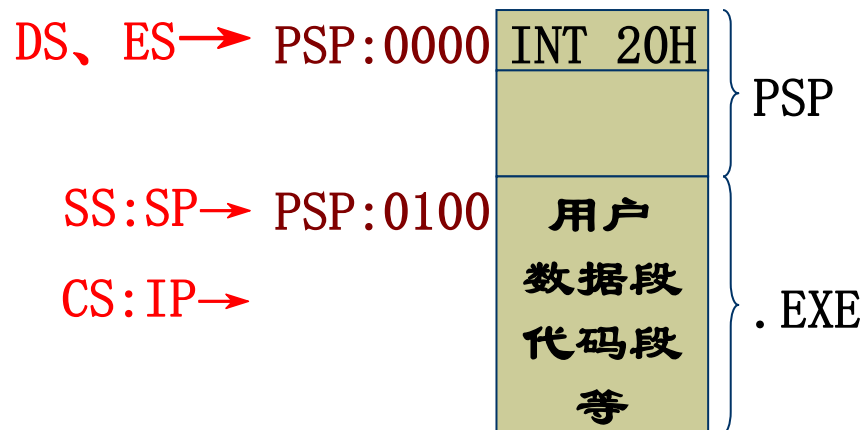 DS、ES PSP:0000 INT 20H
PSP
SS:SP PSP:0100 用户
数据段
CS:IP
.EXE
代码段
等